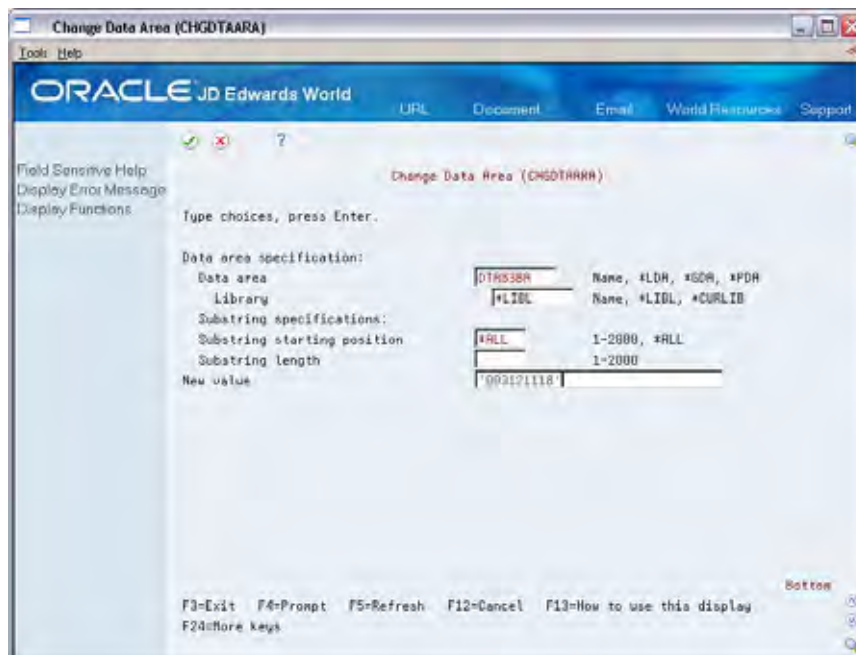 Change Data Area (CHGDTAARA)
Tools Help
ORACLE JD Edwards World
URL Document Email World Resources Support
?
Field Sensitive Help
Display Error Message
Display Functions
Change Data Area (CHGDTAARA)
Type choices, press Enter.
Data area specification:
Data area DTA538A Name, *LDA, *GDA, *PDA
Library *LIBL Name, *LIBL, *CURLIB
Substring specifications:
Substring starting position *ALL 1-2000, *ALL
Substring length 1-2000
New value '003121118'
Bottom
F3=Exit F4=Prompt F5=Refresh F12=Cancel F13=How to use this display
F24=More keys